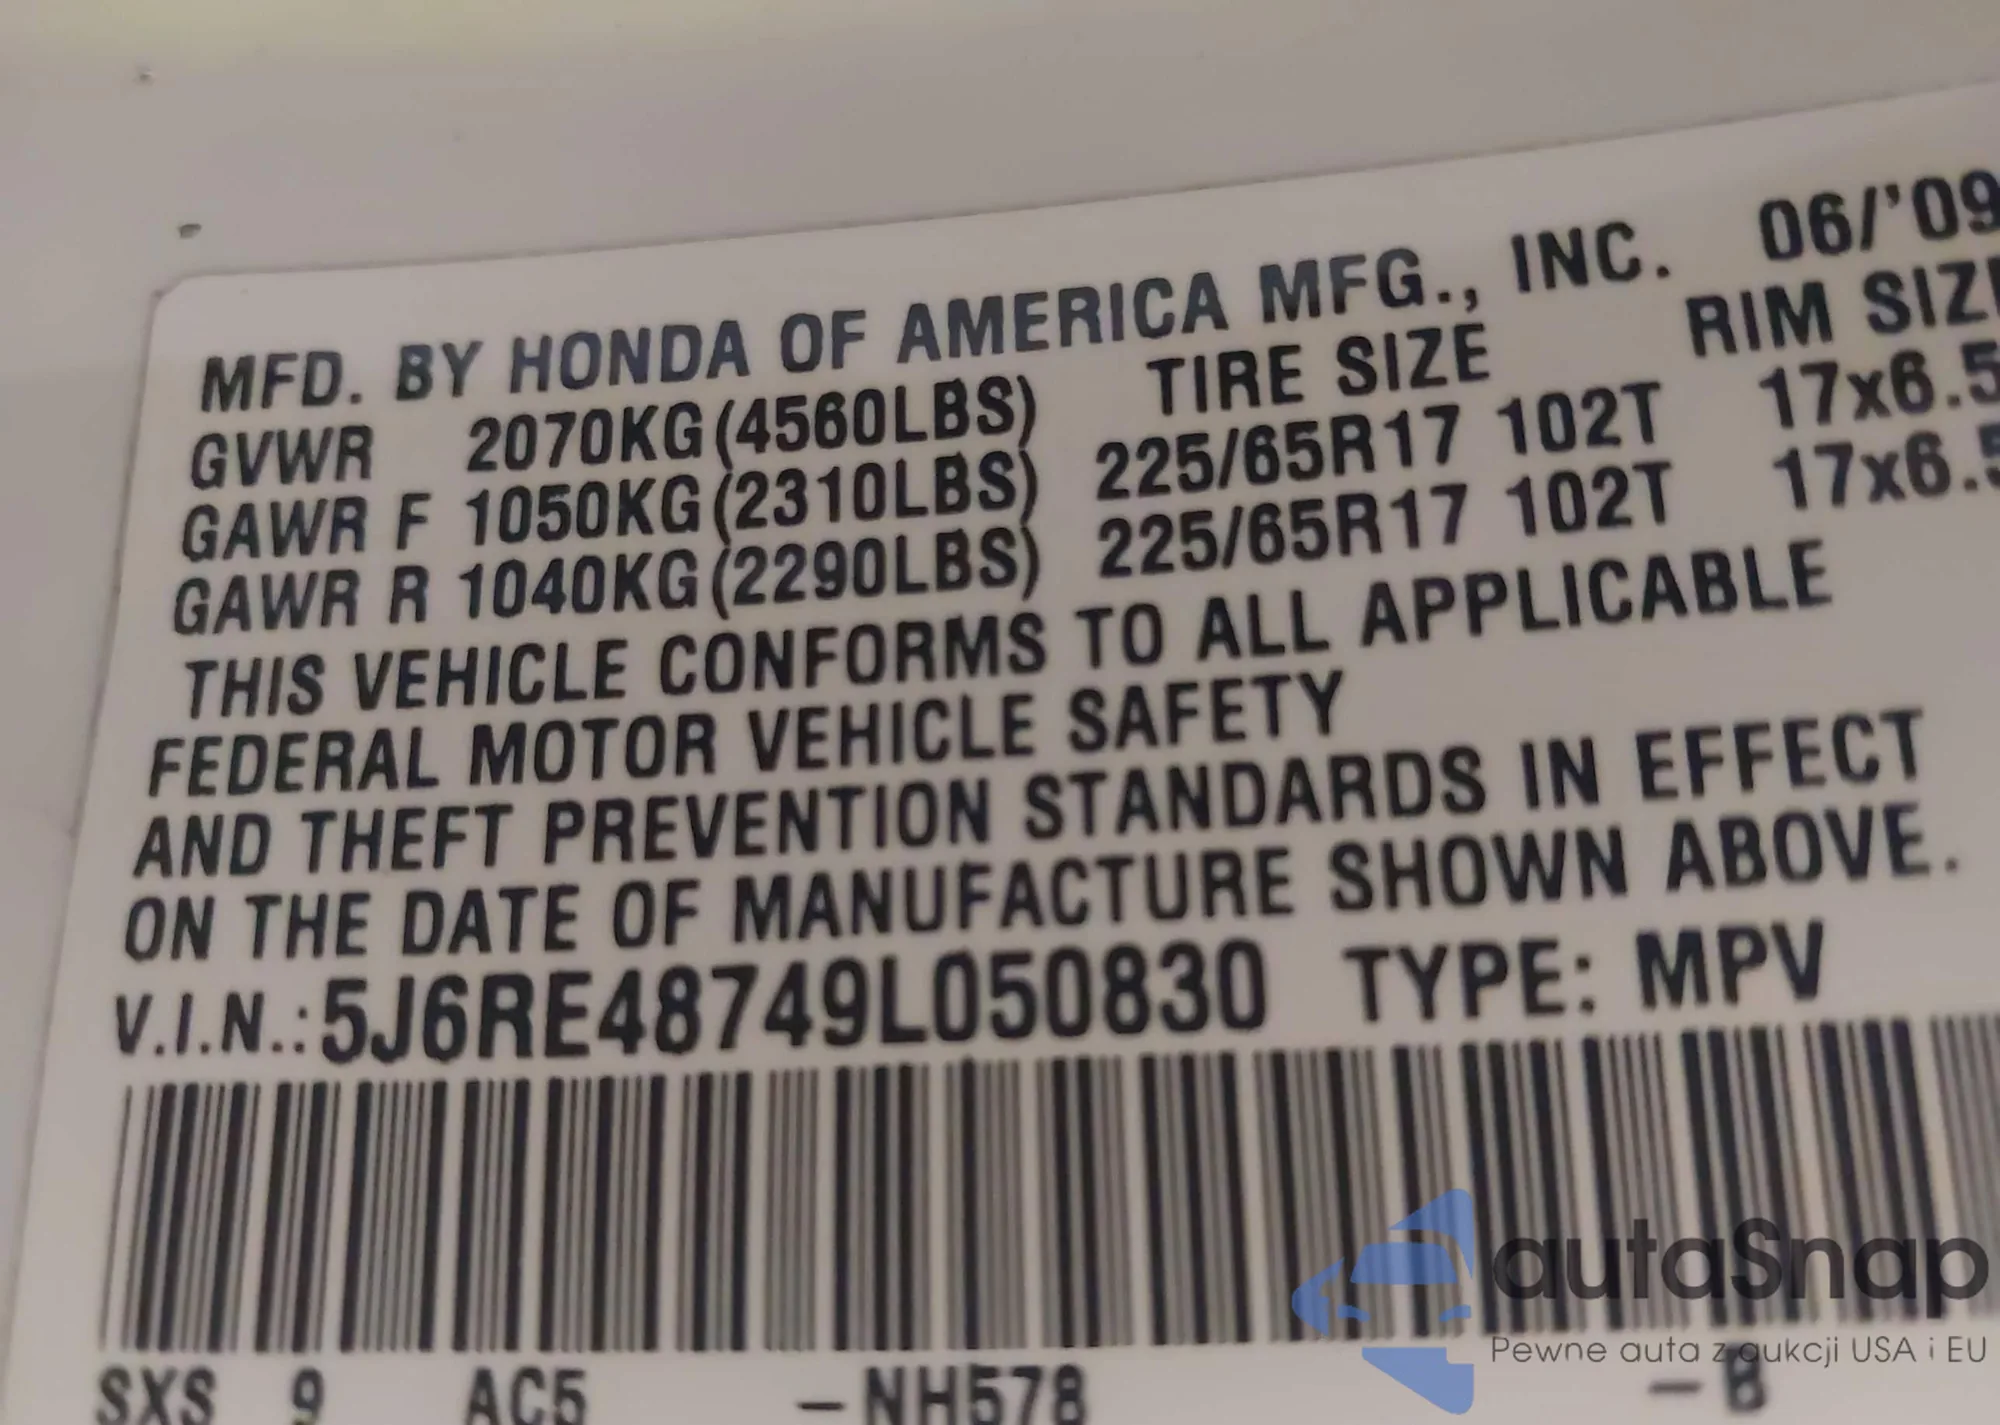 MFD. BY HONDA OF AMERICA MFG., INC. 06/'09
GVWR 2070KG(4560LBS) TIRE SIZE RIM SIZE
GAWR F 1050KG(2310LBS) 225/65R17 102T 17x6.5
GAWR R 1040KG(2290LBS) 225/65R17 102T 17x6.5
THIS VEHICLE CONFORMS TO ALL APPLICABLE
FEDERAL MOTOR VEHICLE SAFETY
AND THEFT PREVENTION STANDARDS IN EFFECT
ON THE DATE OF MANUFACTURE SHOWN ABOVE.
V.I.N.:5J6RE48749L050830 TYPE: MPV
SXS 9 AC5 -NH578 -B
autaSnap
Pewne auta z aukcji USA i EU